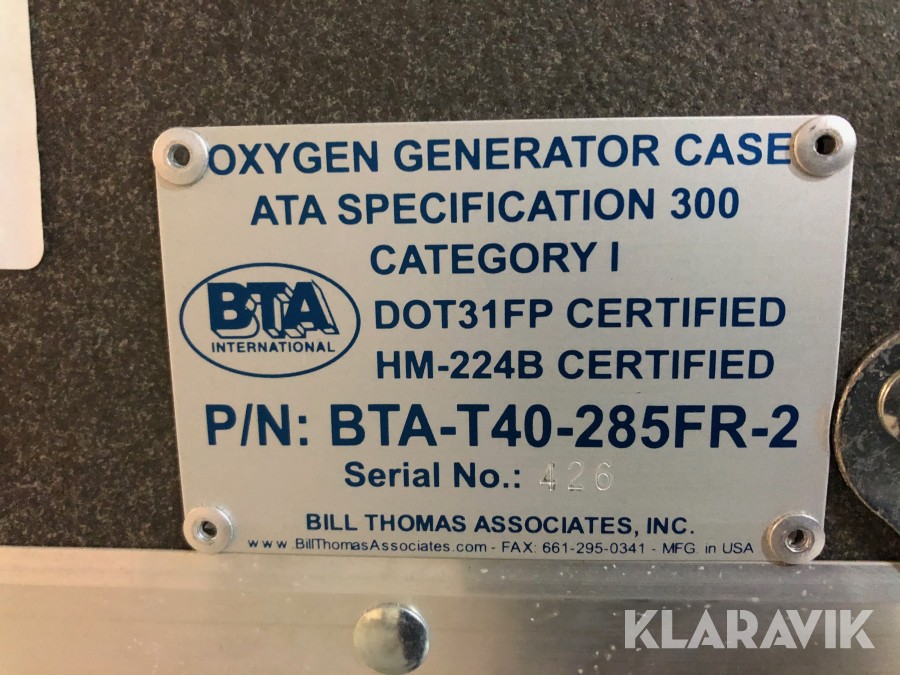 OXYGEN GENERATOR CASE
ATA SPECIFICATION 300
CATEGORY I
BTA
INTERNATIONAL
DOT31FP CERTIFIED
HM-224B CERTIFIED
P/N: BTA-T40-285FR-2
Serial No.: 426
BILL THOMAS ASSOCIATES, INC.
www.BillThomasAssociates.com - FAX: 661-295-0341 - MFG. in USA
KLARAVIK